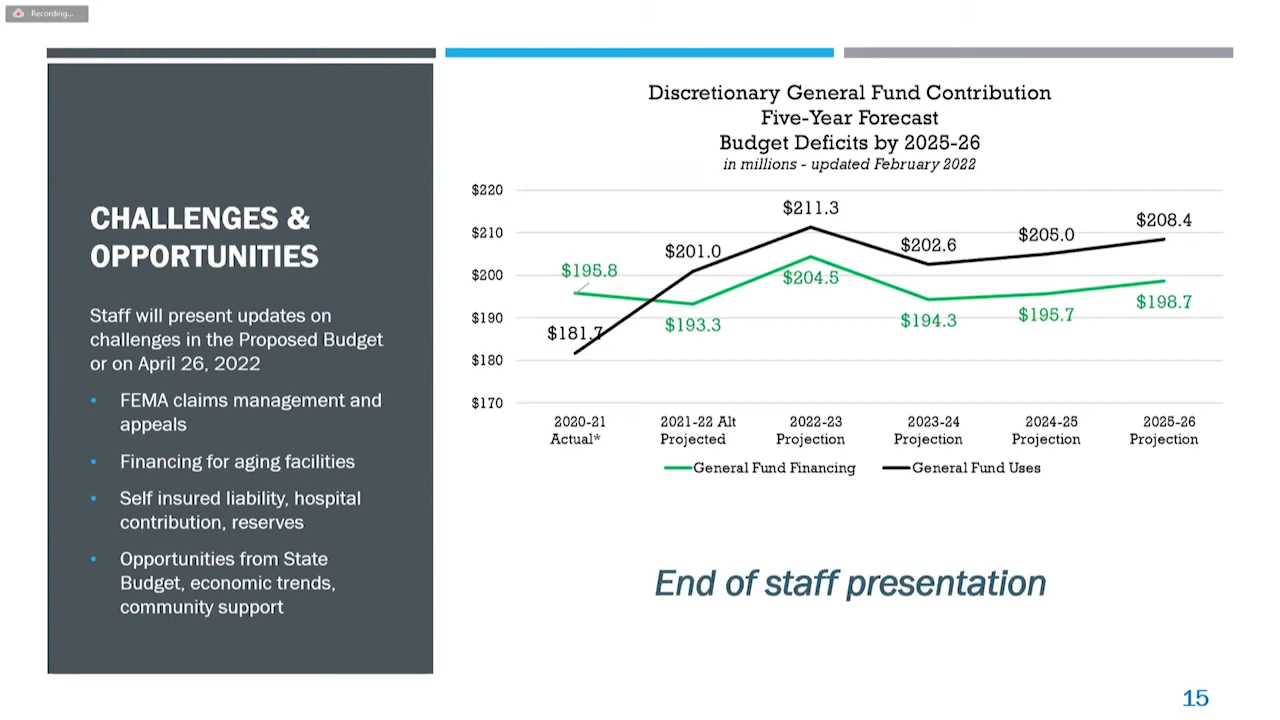 Recording...
CHALLENGES &
OPPORTUNITIES
Staff will present updates on
challenges in the Proposed Budget
or on April 26, 2022
• FEMA claims management and
appeals
• Financing for aging facilities
• Self insured liability, hospital
contribution, reserves
• Opportunities from State
Budget, economic trends,
community support
Discretionary General Fund Contribution
Five-Year Forecast
Budget Deficits by 2025-26
in millions - updated February 2022
$220
$210
$200
$190
$180
$170
$195.8
$193.3
$204.5
$194.3
$195.7
$198.7
$181.7
$201.0
$211.3
$202.6
$205.0
$208.4
2020-21
Actual*
2021-22 Alt
Projected
2022-23
Projection
2023-24
Projection
2024-25
Projection
2025-26
Projection
General Fund Financing
General Fund Uses
End of staff presentation
15